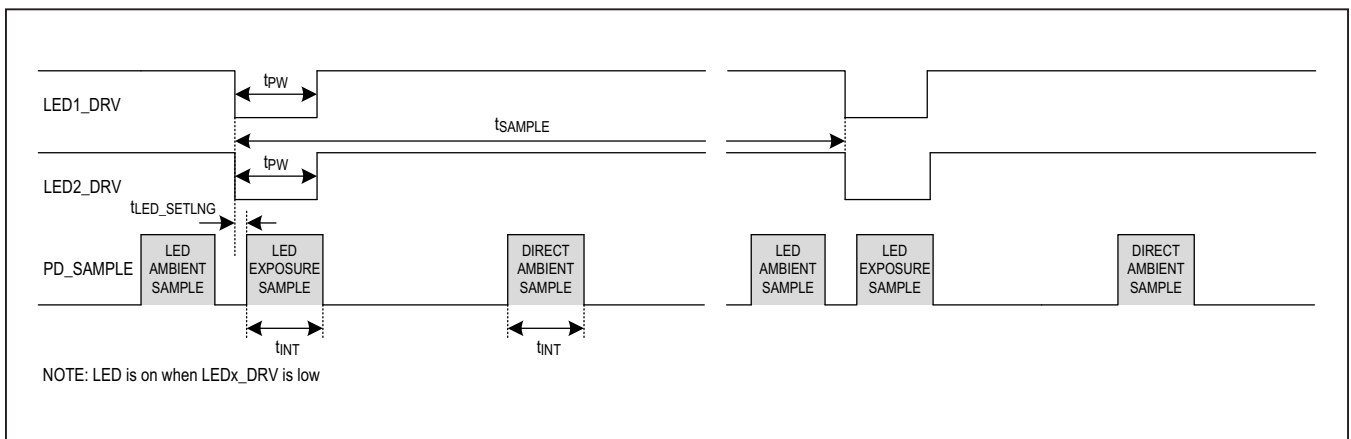 tPW
LED1_DRV
tSAMPLE
tPW
LED2_DRV
tLED_SETLNG
PD_SAMPLE
LED
AMBIENT
SAMPLE
LED
EXPOSURE
SAMPLE
DIRECT
AMBIENT
SAMPLE
LED
AMBIENT
SAMPLE
LED
EXPOSURE
SAMPLE
DIRECT
AMBIENT
SAMPLE
tINT
tINT
NOTE: LED is on when LEDx_DRV is low